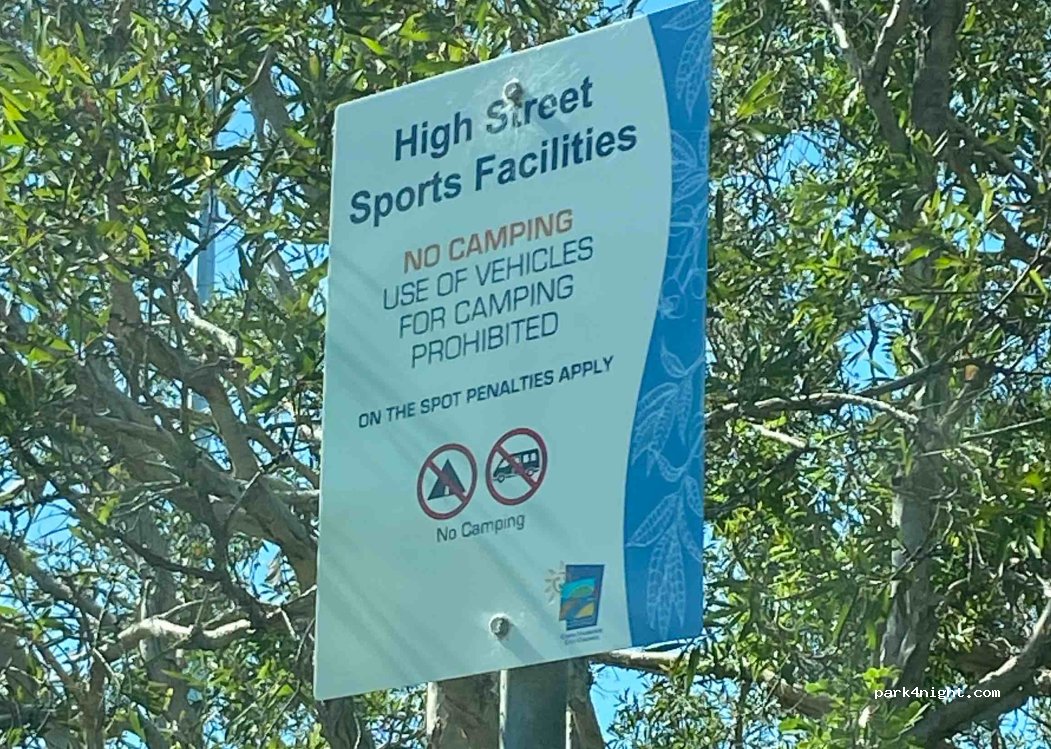 High Street
Sports Facilities
NO CAMPING
USE OF VEHICLES
FOR CAMPING
PROHIBITED
ON THE SPOT PENALTIES APPLY
No Camping
park4night.com